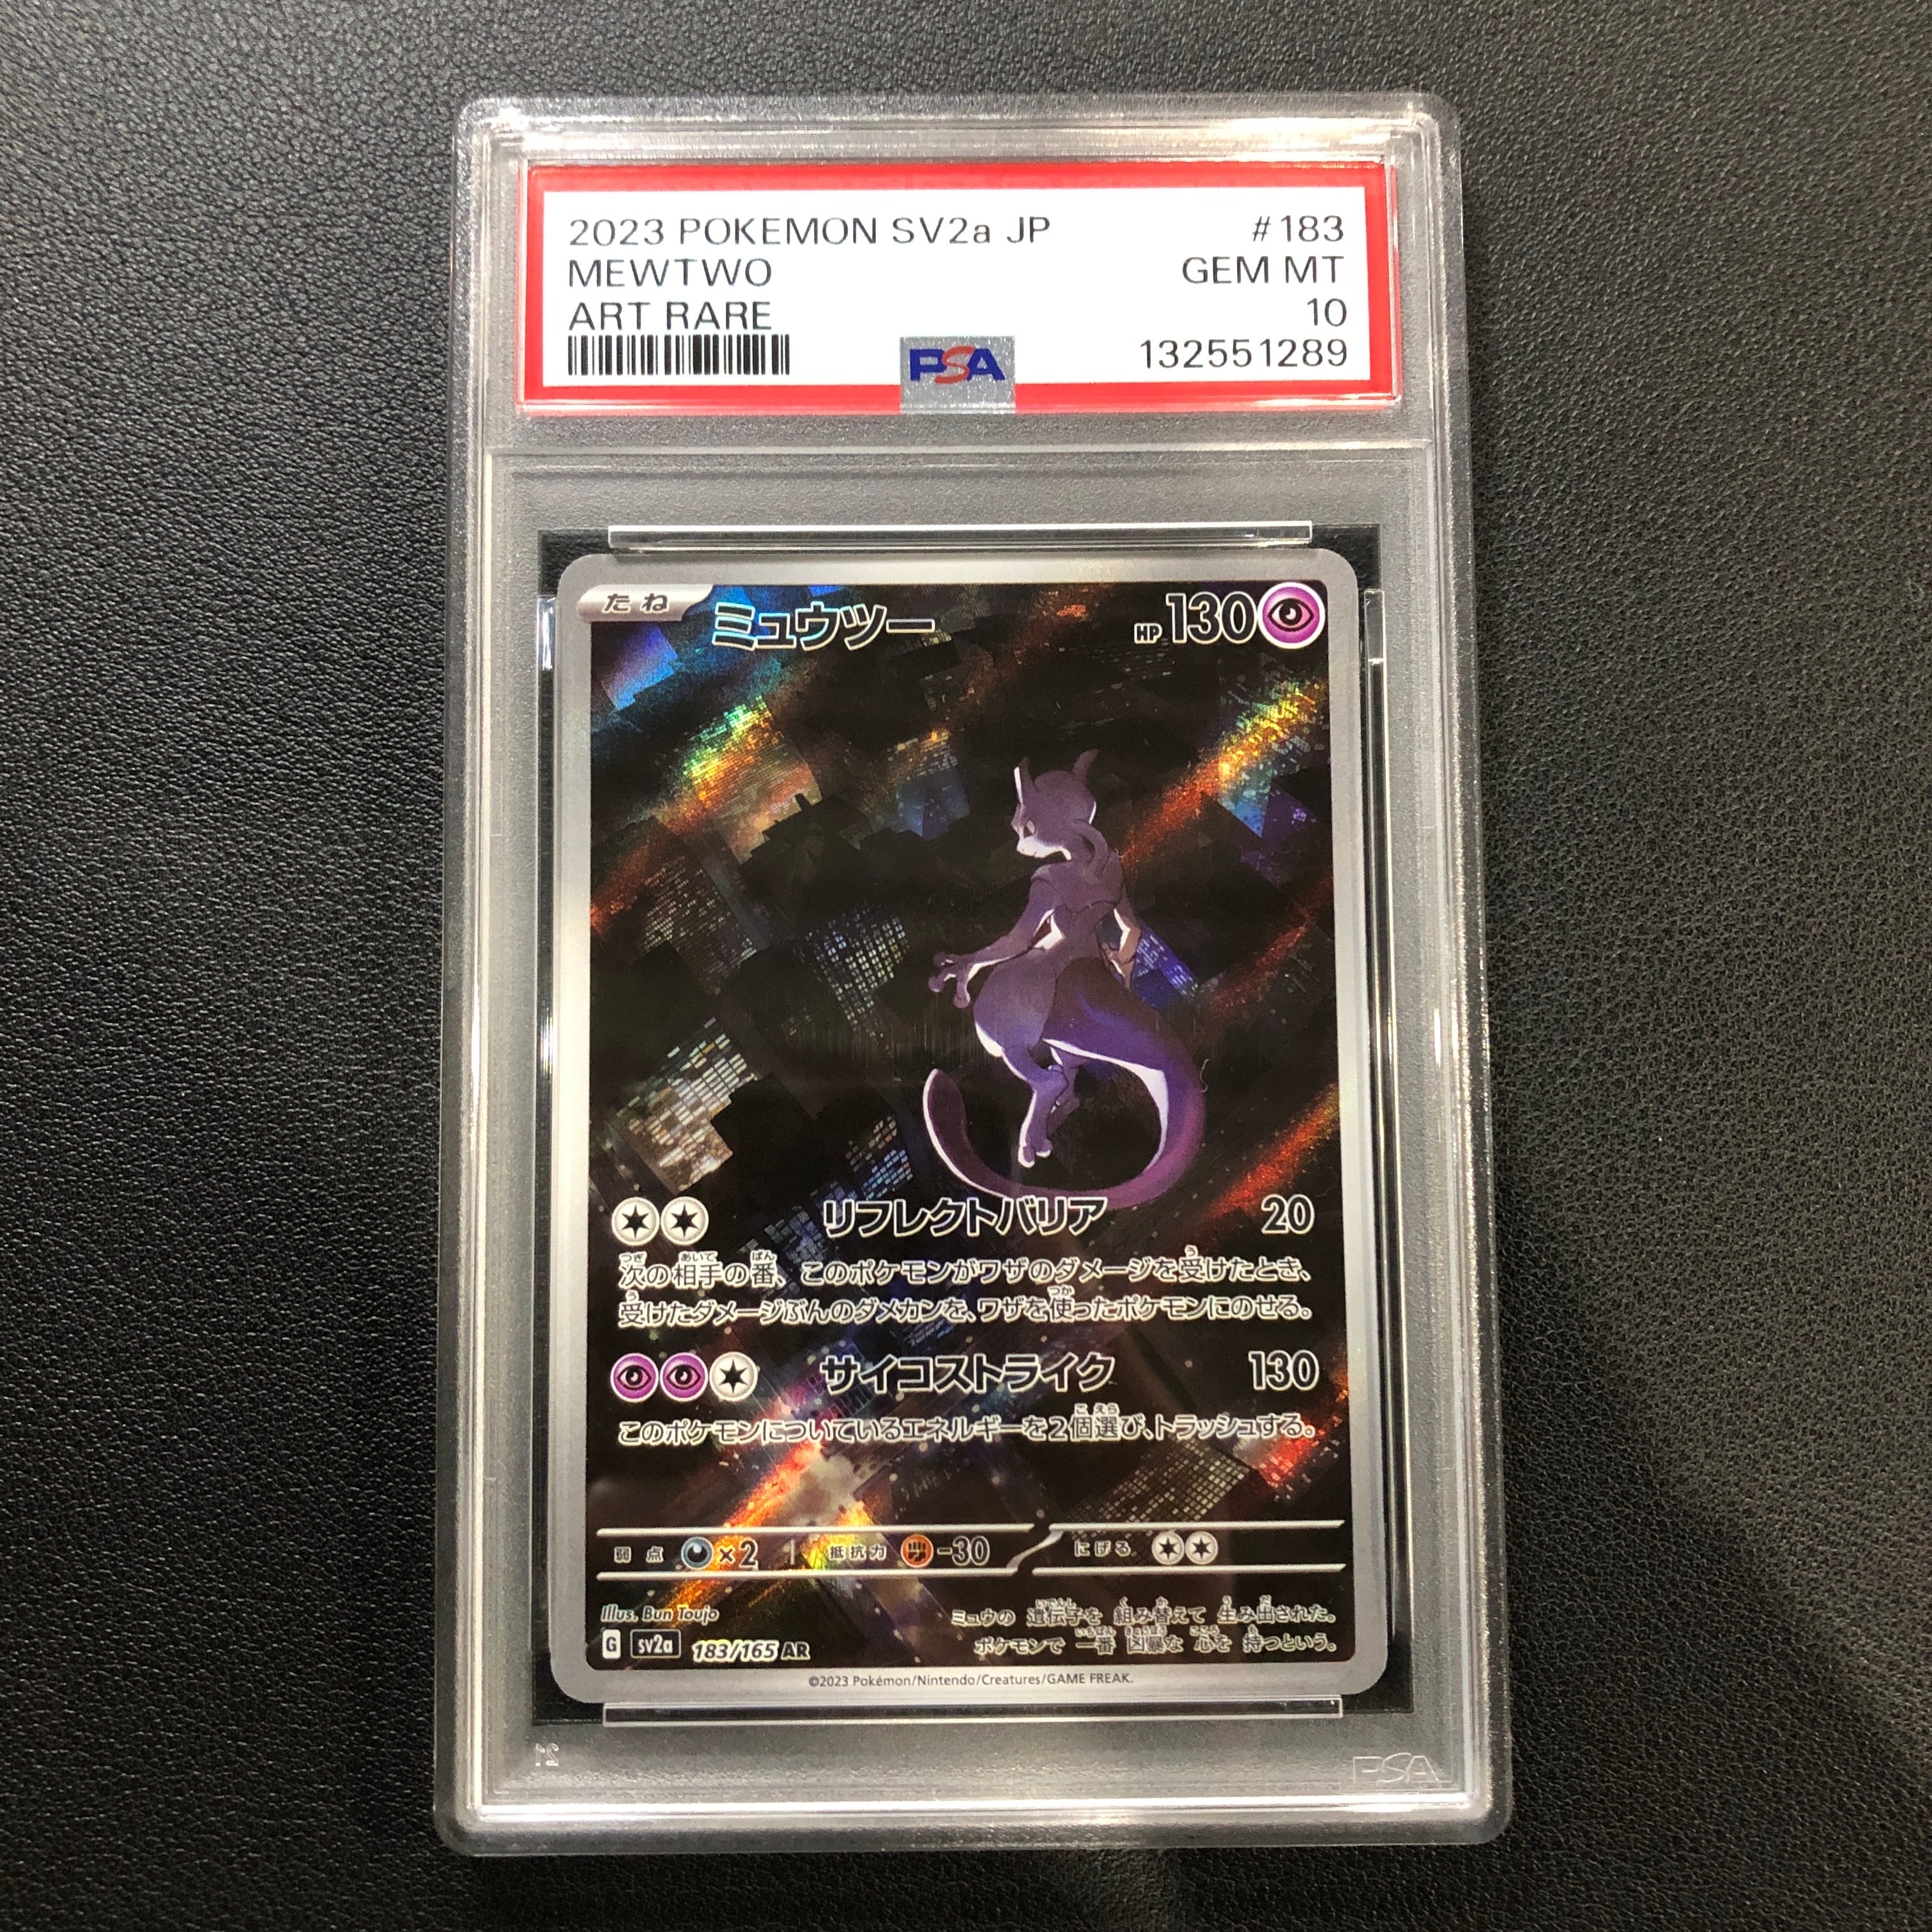 2023 POKEMON SV2a JP #183
MEWTWO GEM MT
ART RARE 10
PSA 132551289
たね ミュウツー HP 130
リフレクトバリア 20
次の相手の番、このポケモンがワザのダメージを受けたとき、
受けたダメージぶんのダメカンを、ワザを使ったポケモンにのせる。
サイコストライク 130
このポケモンについているエネルギーを2個選び、トラッシュする。
弱点 ×2 抵抗力 -30 にげる
Illus. Bun Toujo
ミュウの 遺伝子を 組み替えて 生み出された。
ポケモンで 一番 凶暴な 心を 持つという。
G sv2a 183/165 AR
©2023 Pokémon/Nintendo/Creatures/GAME FREAK.
PSA